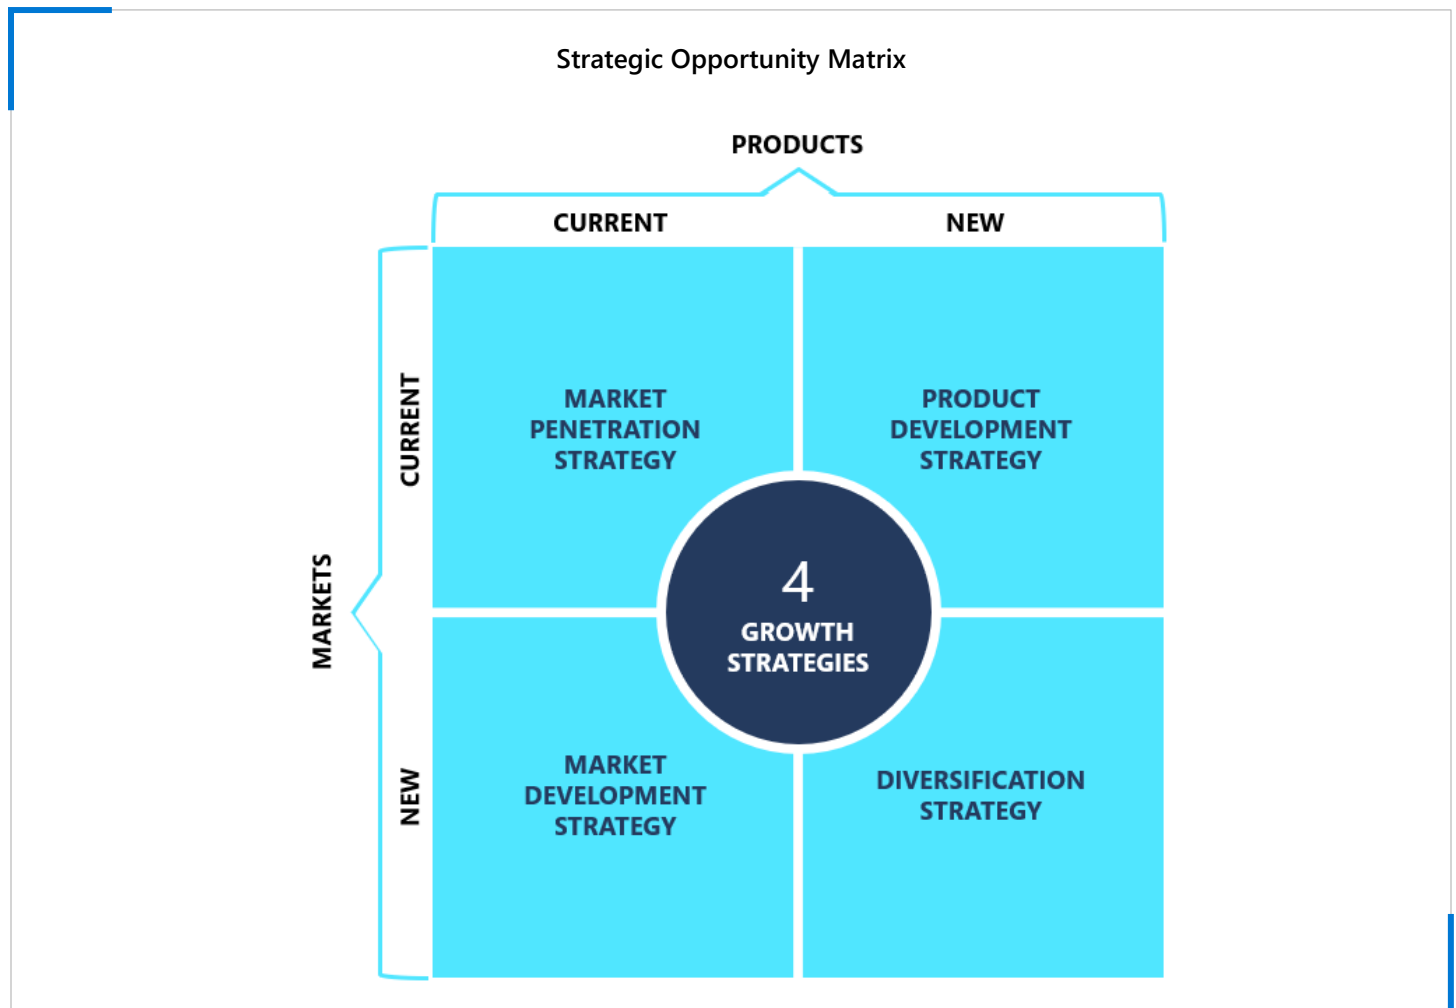 Strategic Opportunity Matrix
PRODUCTS
CURRENT
NEW
MARKETS
CURRENT
MARKET
PENETRATION
STRATEGY
PRODUCT
DEVELOPMENT
STRATEGY
4
GROWTH
STRATEGIES
NEW
MARKET
DEVELOPMENT
STRATEGY
DIVERSIFICATION
STRATEGY